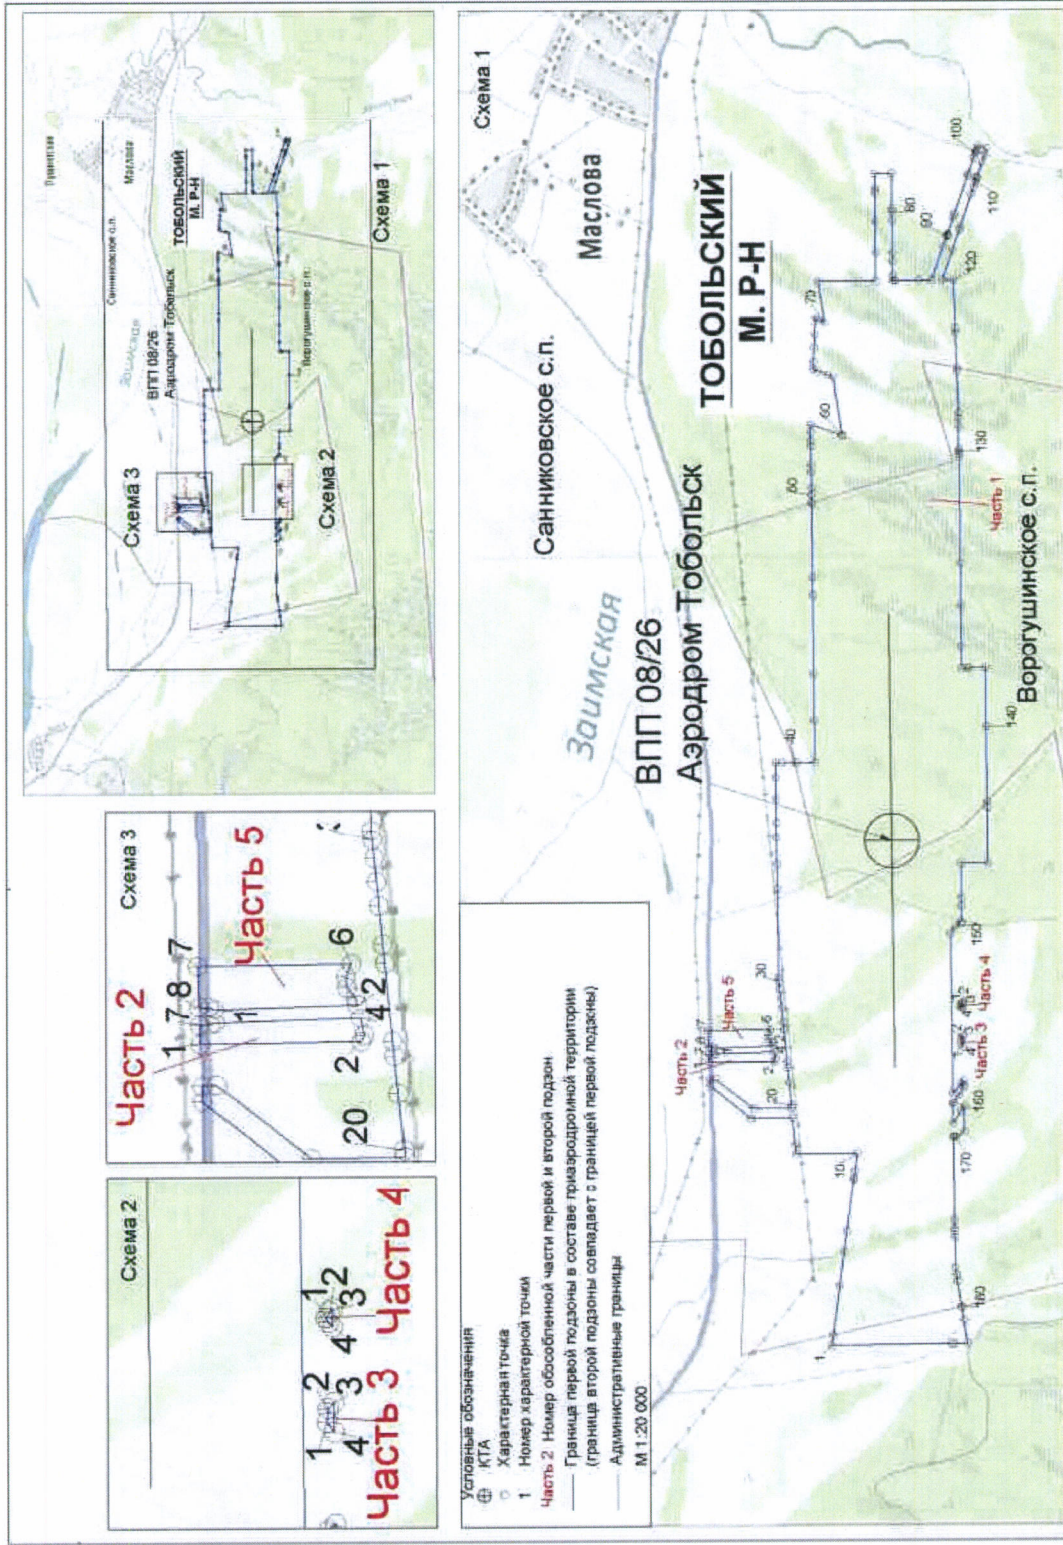 Схема 2
1
2
3
4
Часть 3
1
2
3
4
Часть 4
Схема 3
Часть 2
1
7
8
7
1
Часть 5
20
2
4
2
6
Санниковское с.п.
Маслова
Заимская
ВПП 08/26
Аэродром Тобольск
ТОБОЛЬСКИЙ
М. Р-Н
Схема 3
Схема 2
Ворогушинское с.п.
Схема 1
Условные обозначения
КТА
Характерная точка
1 Номер характерной точки
Часть 2 Номер обособленной части первой и второй подзон
Граница первой подзоны в составе приаэродромной территории
(граница второй подзоны совпадает с границей первой подзоны)
Административные границы
М 1:20 000
Схема 1
Маслова
Санниковское с.п.
Заимская
ВПП 08/26
Аэродром Тобольск
ТОБОЛЬСКИЙ
М. Р-Н
Часть 2
Часть 5
1
10
20
30
40
50
60
70
80
90
100
110
120
130
Часть 1
140
150
Часть 4
Часть 3
160
170
180
Ворогушинское с.п.